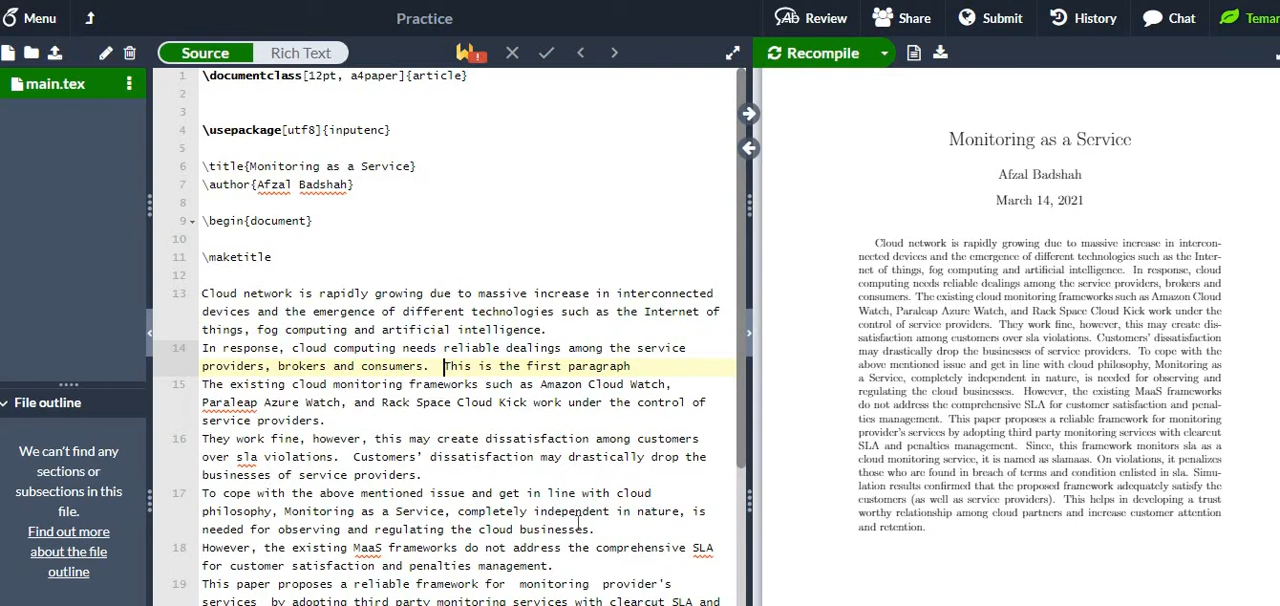 Menu
Practice
Review
Share
Submit
History
Chat
Source
Rich Text
Recompile
main.tex
1 \documentclass[12pt, a4paper]{article}
2
3
4 \usepackage[utf8]{inputenc}
5
6 \title{Monitoring as a Service}
7 \author{Afzal Badshah}
8
9 \begin{document}
10
11 \maketitle
12
13 Cloud network is rapidly growing due to massive increase in interconnected
devices and the emergence of different technologies such as the Internet of
things, fog computing and artificial intelligence.
14 In response, cloud computing needs reliable dealings among the service
providers, brokers and consumers. This is the first paragraph
15 The existing cloud monitoring frameworks such as Amazon Cloud Watch,
Paraleap Azure Watch, and Rack Space Cloud Kick work under the control of
service providers.
16 They work fine, however, this may create dissatisfaction among customers
over sla violations. Customers’ dissatisfaction may drastically drop the
businesses of service providers.
17 To cope with the above mentioned issue and get in line with cloud
philosophy, Monitoring as a Service, completely independent in nature, is
needed for observing and regulating the cloud businesses.
18 However, the existing MaaS frameworks do not address the comprehensive SLA
for customer satisfaction and penalties management.
19 This paper proposes a reliable framework for monitoring provider's
services by adopting third party monitoring services with clearcut SLA and
File outline
We can’t find any
sections or
subsections in this
file.
Find out more
about the file
outline
Monitoring as a Service
Afzal Badshah
March 14, 2021
Cloud network is rapidly growing due to massive increase in intercon-
nected devices and the emergence of different technologies such as the Inter-
net of things, fog computing and artificial intelligence. In response, cloud
computing needs reliable dealings among the service providers, brokers and
consumers. The existing cloud monitoring frameworks such as Amazon Cloud
Watch, Paraleap Azure Watch, and Rack Space Cloud Kick work under the
control of service providers. They work fine, however, this may create dis-
satisfaction among customers over sla violations. Customers’ dissatisfaction
may drastically drop the businesses of service providers. To cope with the
above mentioned issue and get in line with cloud philosophy, Monitoring as
a Service, completely independent in nature, is needed for observing and
regulating the cloud businesses. However, the existing MaaS frameworks
do not address the comprehensive SLA for customer satisfaction and penal-
ties management. This paper proposes a reliable framework for monitoring
provider’s services by adopting third party monitoring services with clearcut
SLA and penalties management. Since, this framework monitors sla as a
cloud monitoring service, it is named as slamaas. On violations, it penalizes
those who are found in breach of terms and condition enlisted in sla. Simu-
lation results confirmed that the proposed framework adequately satisfy the
customers (as well as service providers). This helps in developing a trust
worthy relationship among cloud partners and increase customer attention
and retention.